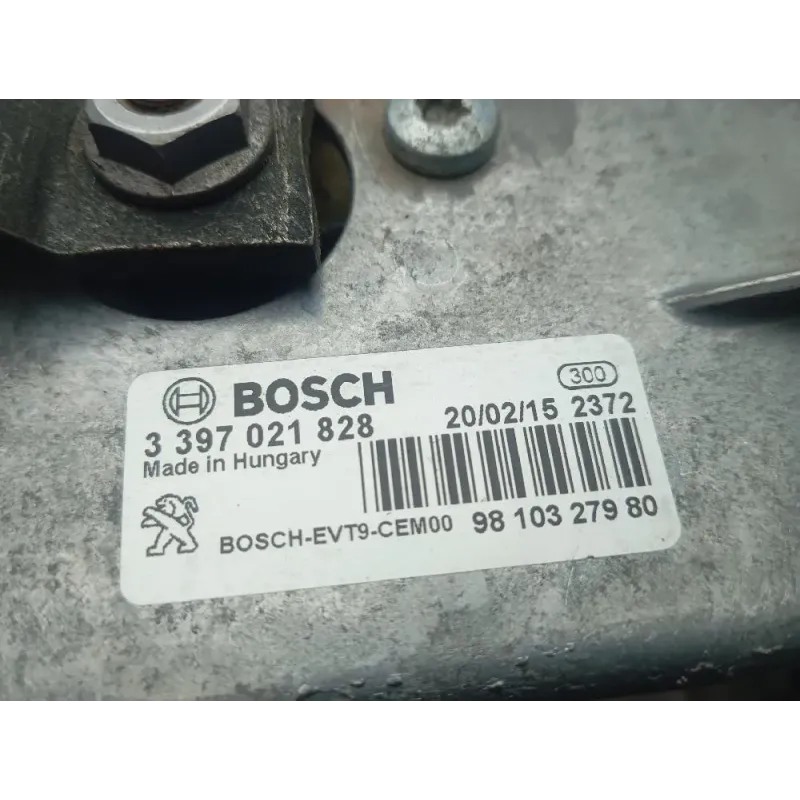 BOSCH
300
3 397 021 828
20/02/15 2372
Made in Hungary
BOSCH-EVT9-CEM00
98 103 279 80